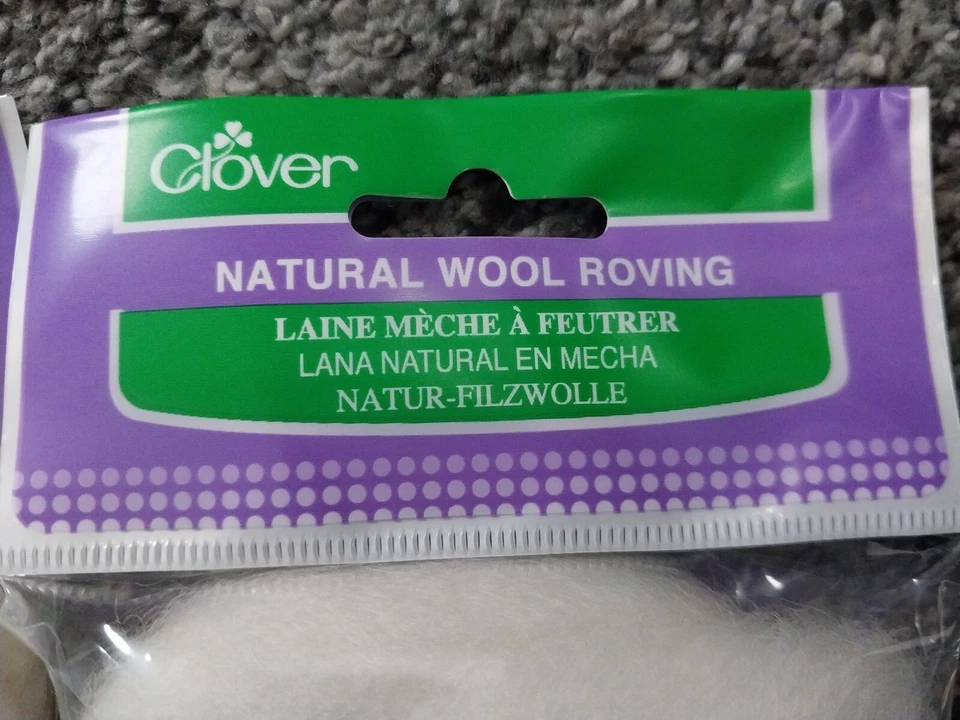 Clover
NATURAL WOOL ROVING
LAINE MÈCHE À FEUTRER
LANA NATURAL EN MECHA
NATUR-FILZWOLLE